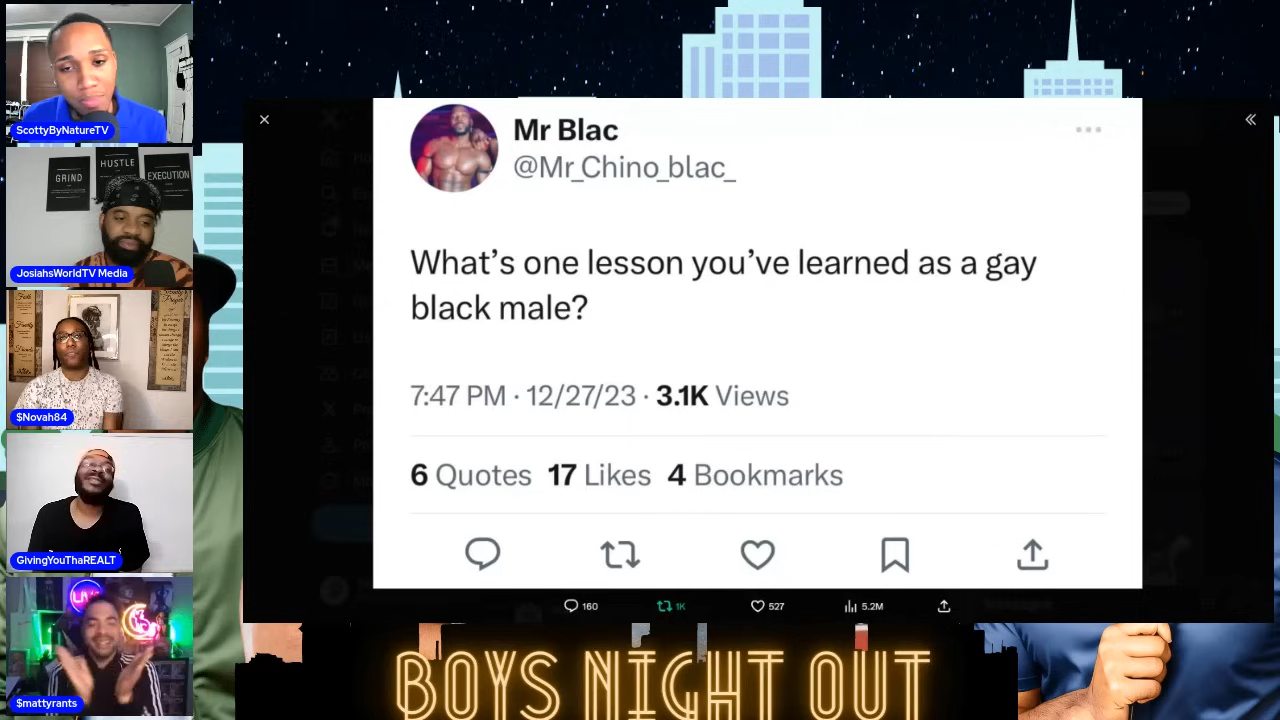 ScottyByNatureTV
GRIND
HUSTLE
EXECUTION
JosiahsWorldTV Media
$Novah84
GivingYouThaREALT
LIVE
$mattyrants
Mr Blac
@Mr_Chino_blac_
What's one lesson you've learned as a gay
black male?
7:47 PM · 12/27/23 · 3.1K Views
6 Quotes 17 Likes 4 Bookmarks
160 1K 527 5.2M
BOYS NIGHT OUT